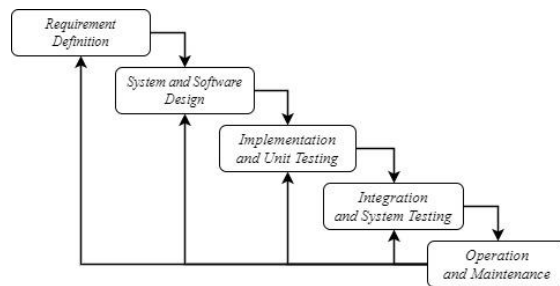 Requirement
Definition
System and Software
Design
Implementation
and Unit Testing
Integration
and System Testing
Operation
and Maintenance